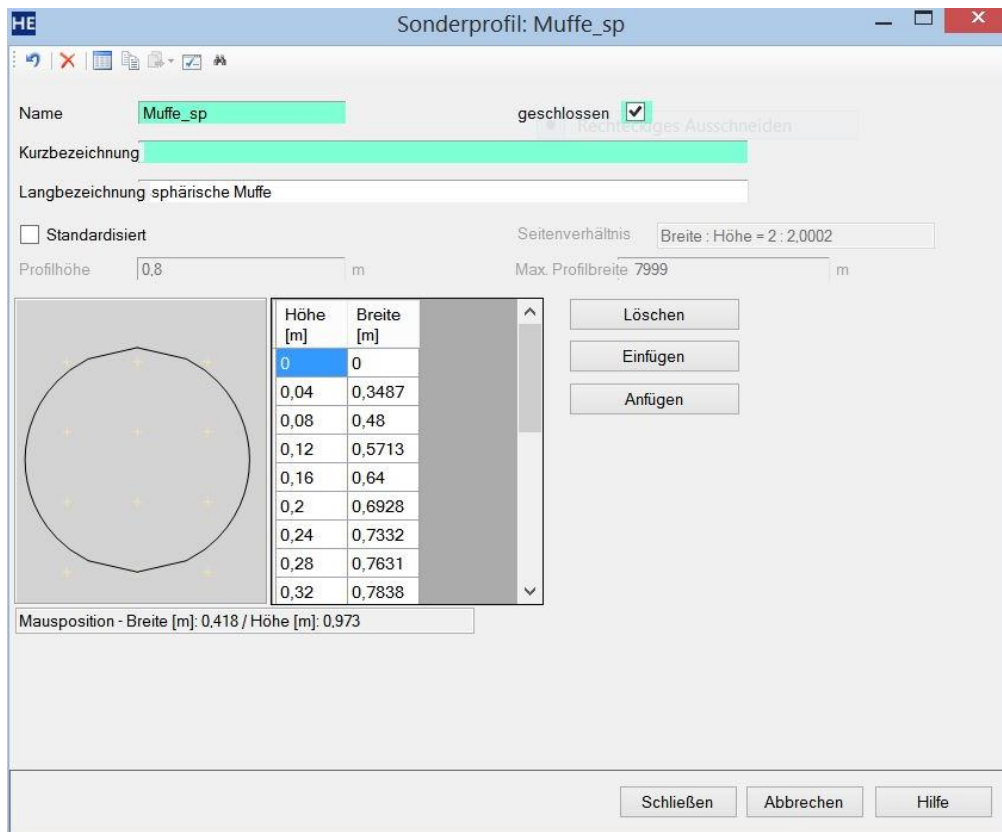 HE Sonderprofil: Muffe_sp
Name Muffe_sp geschlossen
Rechteckiges Ausschneiden
Kurzbezeichnung
Langbezeichnung sphärische Muffe
Standardisiert Seitenverhältnis Breite : Höhe = 2 : 2,0002
Profilhöhe 0,8 m Max. Profilbreite 7999 m
Höhe [m] Breite [m]
0 0
0,04 0,3487
0,08 0,48
0,12 0,5713
0,16 0,64
0,2 0,6928
0,24 0,7332
0,28 0,7631
0,32 0,7838
Löschen
Einfügen
Anfügen
Mausposition - Breite [m]: 0,418 / Höhe [m]: 0,973
Schließen Abbrechen Hilfe